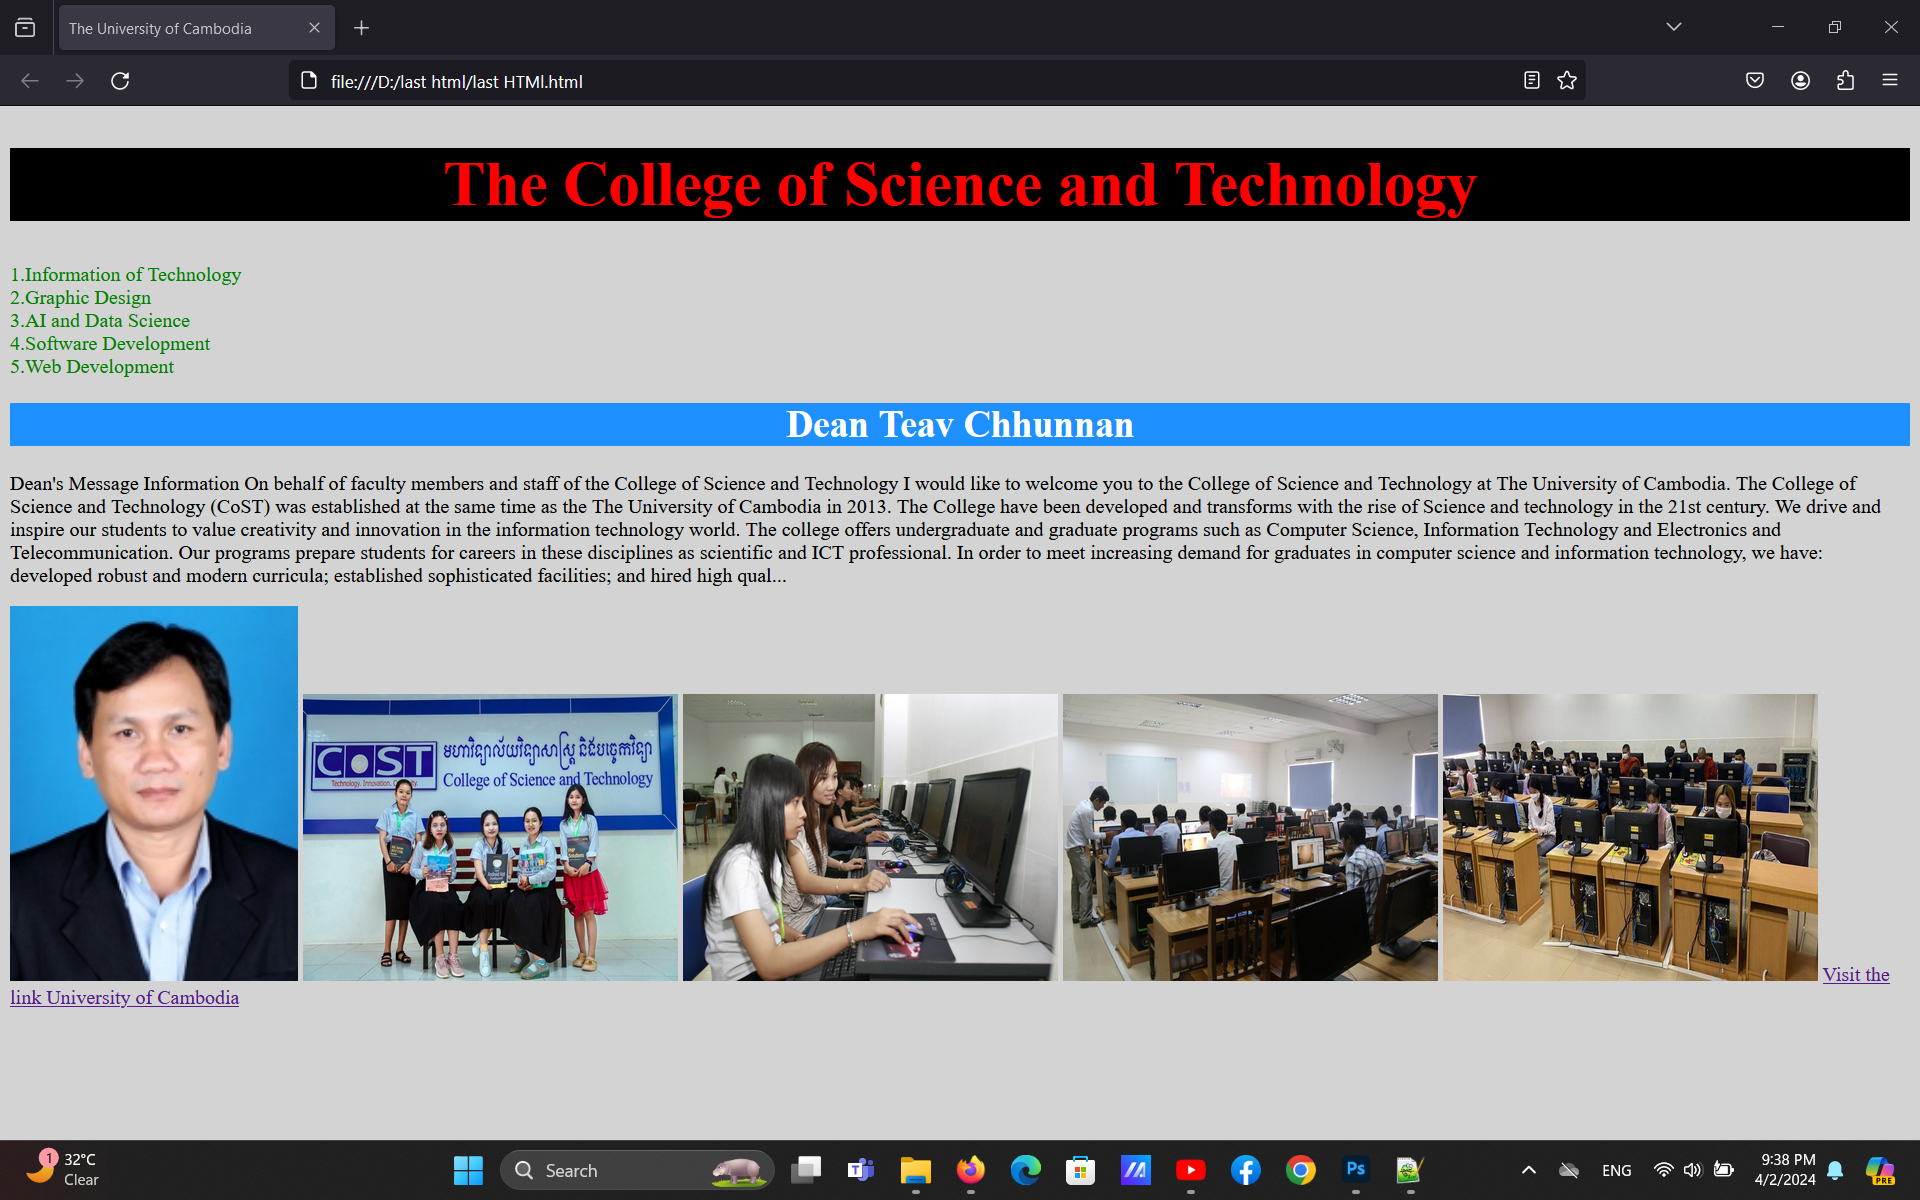 The University of Cambodia
file:///D:/last html/last HTMl.html
The College of Science and Technology
1.Information of Technology
2.Graphic Design
3.AI and Data Science
4.Software Development
5.Web Development
Dean Teav Chhunnan
Dean's Message Information On behalf of faculty members and staff of the College of Science and Technology I would like to welcome you to the College of Science and Technology at The University of Cambodia. The College of
Science and Technology (CoST) was established at the same time as the The University of Cambodia in 2013. The College have been developed and transforms with the rise of Science and technology in the 21st century. We drive and
inspire our students to value creativity and innovation in the information technology world. The college offers undergraduate and graduate programs such as Computer Science, Information Technology and Electronics and
Telecommunication. Our programs prepare students for careers in these disciplines as scientific and ICT professional. In order to meet increasing demand for graduates in computer science and information technology, we have:
developed robust and modern curricula; established sophisticated facilities; and hired high qual...
CoST
Technology. Innovation.
មហាវិទ្យាល័យវិទ្យាសាស្ត្រ និងបច្ចេកវិទ្យា
College of Science and Technology
Visit the
link University of Cambodia
1
32°C
Clear
Search
Ps
ENG
9:38 PM
4/2/2024
PRE